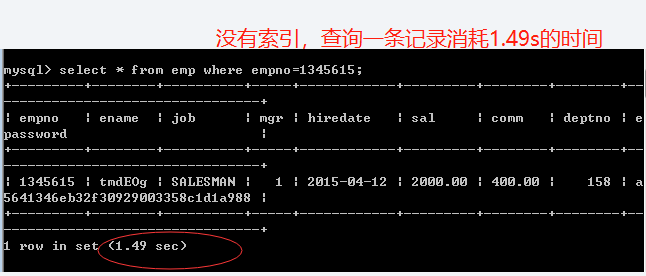 没有索引，查询一条记录消耗1.49s的时间
mysql> select * from emp where empno=1345615;
+---------+--------+----------+-----+------------+---------+--------+--------+--
---------------------------------+
| empno | ename | job | mgr | hiredate | sal | comm | deptno | e
password |
+---------+--------+----------+-----+------------+---------+--------+--------+--
---------------------------------+
| 1345615 | tmdEOg | SALESMAN | 1 | 2015-04-12 | 2000.00 | 400.00 | 158 | a
5641346eb32f30929003358c1d1a988 |
+---------+--------+----------+-----+------------+---------+--------+--------+--
---------------------------------+
1 row in set (1.49 sec)